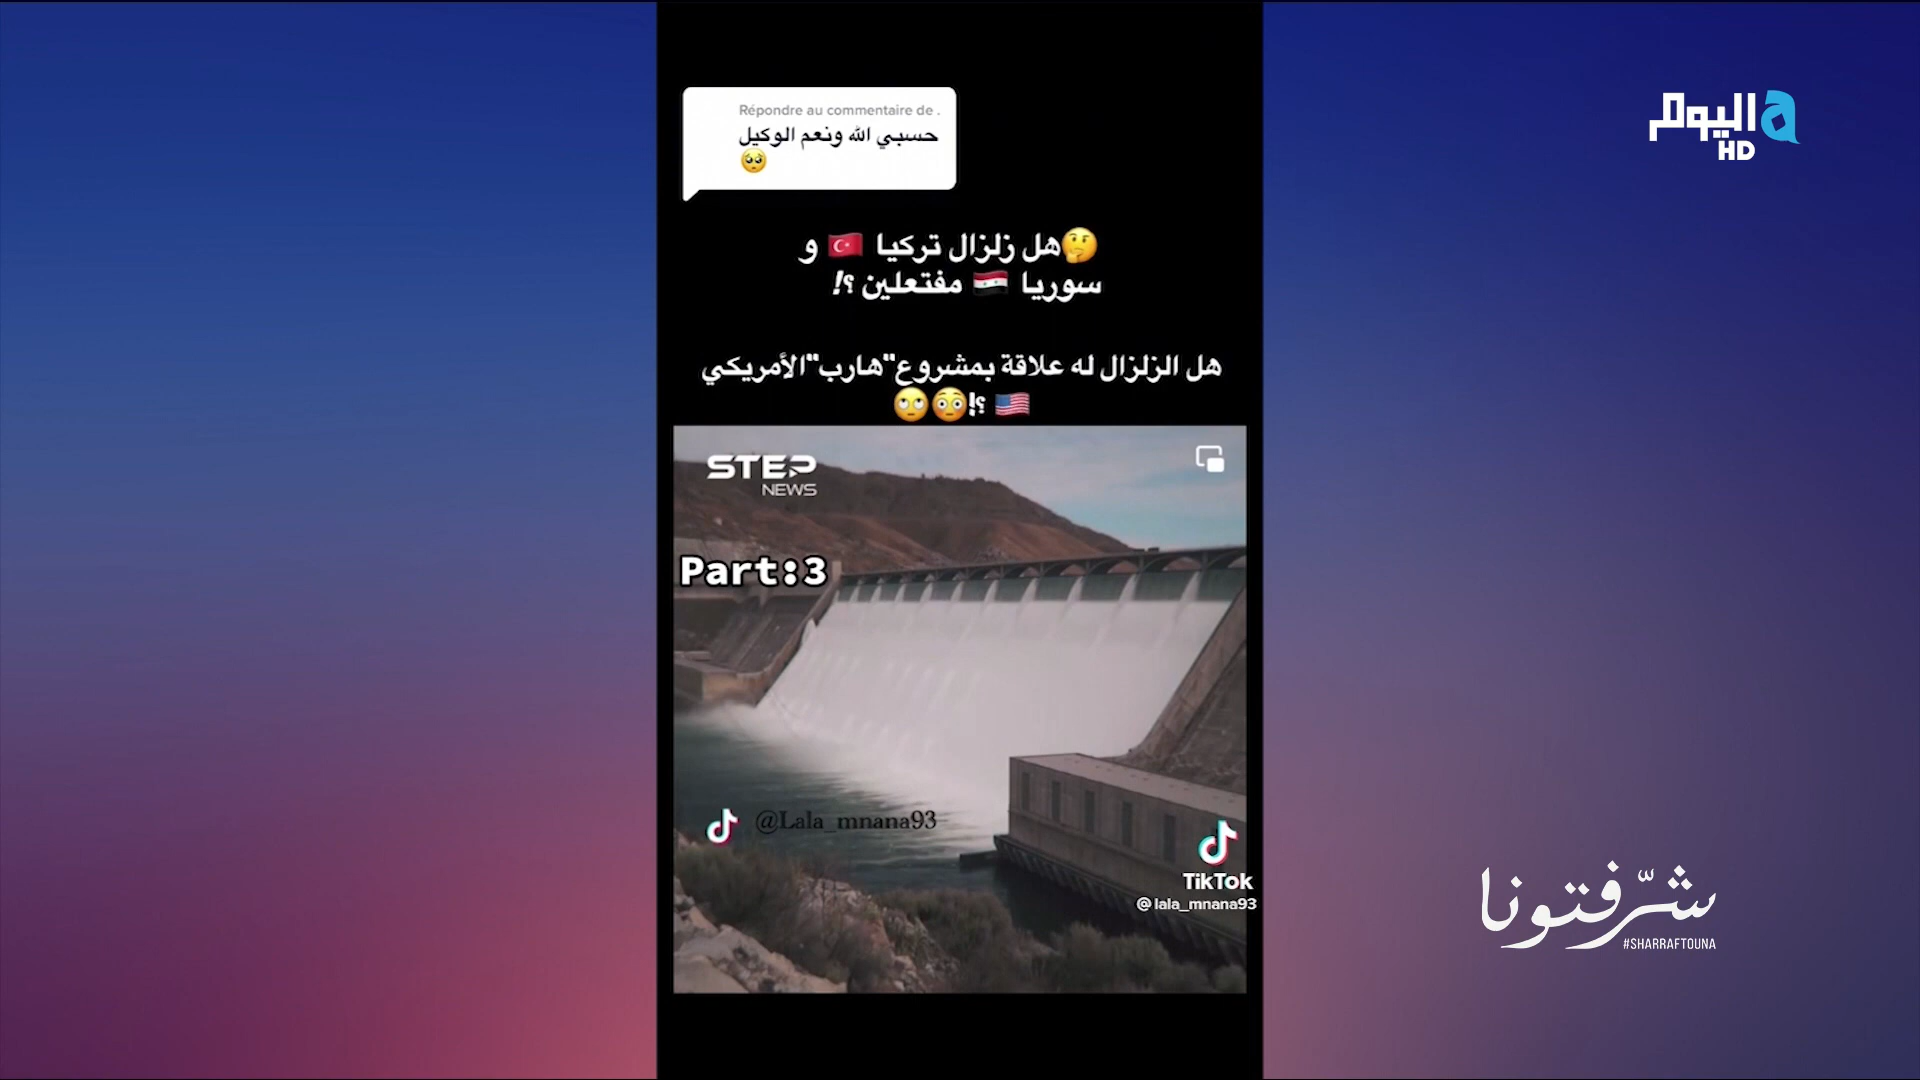 اليوم a
HD
Répondre au commentaire de .
حسبي الله ونعم الوكيل
🥺
🤔هل زلزال تركيا 🇹🇷 و
سوريا 🇸🇾 مفتعلين ؟!
هل الزلزال له علاقة بمشروع"هارب"الأمريكي
🇺🇸 ؟!😳🙄
STEP
NEWS
Part:3
@Lala_mnana93
TikTok
@lala_mnana93
شرّفتونا
#SHARRAFTOUNA